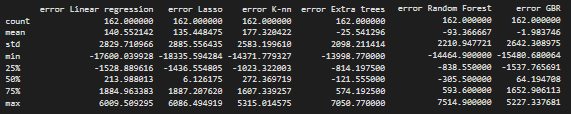 error Linear regression error Lasso error K-nn error Extra trees error Random Forest error GBR
count 162.000000 162.000000 162.000000 162.000000 162.000000 162.000000
mean 140.552142 135.448475 177.320422 -25.541296 -93.366667 -1.983746
std 2829.710966 2885.556435 2583.199610 2098.211414 2210.947721 2642.308975
min -17600.039928 -18335.594284 -14371.779327 -13998.770000 -14464.900000 -15480.680064
25% -1528.889616 -1436.554805 -1023.322003 -814.197500 -838.550000 -1537.765691
50% 213.988013 6.126175 272.369719 -121.555000 -305.500000 64.194708
75% 1884.963383 1887.207620 1607.339257 574.192500 593.600000 1652.906113
max 6009.509295 6086.494919 5315.014575 7050.770000 7514.900000 5227.337681